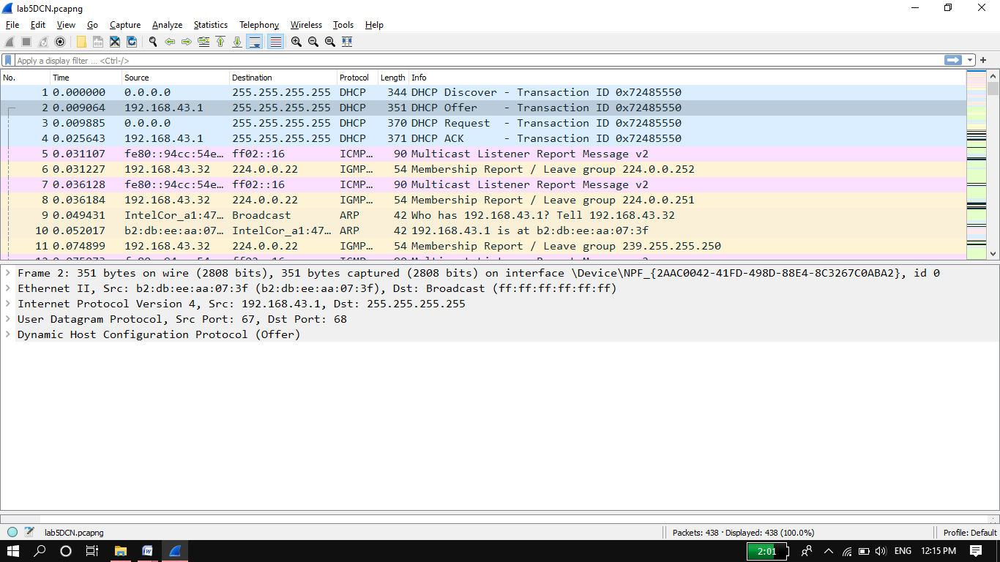 lab5DCN.pcapng
File Edit View Go Capture Analyze Statistics Telephony Wireless Tools Help
Apply a display filter ... <Ctrl-/>
No. Time Source Destination Protocol Length Info
1 0.000000 0.0.0.0 255.255.255.255 DHCP 344 DHCP Discover - Transaction ID 0x72485550
2 0.009064 192.168.43.1 255.255.255.255 DHCP 351 DHCP Offer - Transaction ID 0x72485550
3 0.009885 0.0.0.0 255.255.255.255 DHCP 370 DHCP Request - Transaction ID 0x72485550
4 0.025643 192.168.43.1 255.255.255.255 DHCP 371 DHCP ACK - Transaction ID 0x72485550
5 0.031107 fe80::94cc:54e… ff02::16 ICMP… 90 Multicast Listener Report Message v2
6 0.031227 192.168.43.32 224.0.0.22 IGMP… 54 Membership Report / Leave group 224.0.0.252
7 0.036128 fe80::94cc:54e… ff02::16 ICMP… 90 Multicast Listener Report Message v2
8 0.036184 192.168.43.32 224.0.0.22 IGMP… 54 Membership Report / Leave group 224.0.0.251
9 0.049431 IntelCor_a1:47… Broadcast ARP 42 Who has 192.168.43.1? Tell 192.168.43.32
10 0.052017 b2:db:ee:aa:07… IntelCor_a1:47… ARP 42 192.168.43.1 is at b2:db:ee:aa:07:3f
11 0.074899 192.168.43.32 224.0.0.22 IGMP… 54 Membership Report / Leave group 239.255.255.250
Frame 2: 351 bytes on wire (2808 bits), 351 bytes captured (2808 bits) on interface \Device\NPF_{2AAC0042-41FD-498D-88E4-8C3267C0ABA2}, id 0
Ethernet II, Src: b2:db:ee:aa:07:3f (b2:db:ee:aa:07:3f), Dst: Broadcast (ff:ff:ff:ff:ff:ff)
Internet Protocol Version 4, Src: 192.168.43.1, Dst: 255.255.255.255
User Datagram Protocol, Src Port: 67, Dst Port: 68
Dynamic Host Configuration Protocol (Offer)
lab5DCN.pcapng Packets: 438 · Displayed: 438 (100.0%) Profile: Default
2:01 ENG 12:15 PM